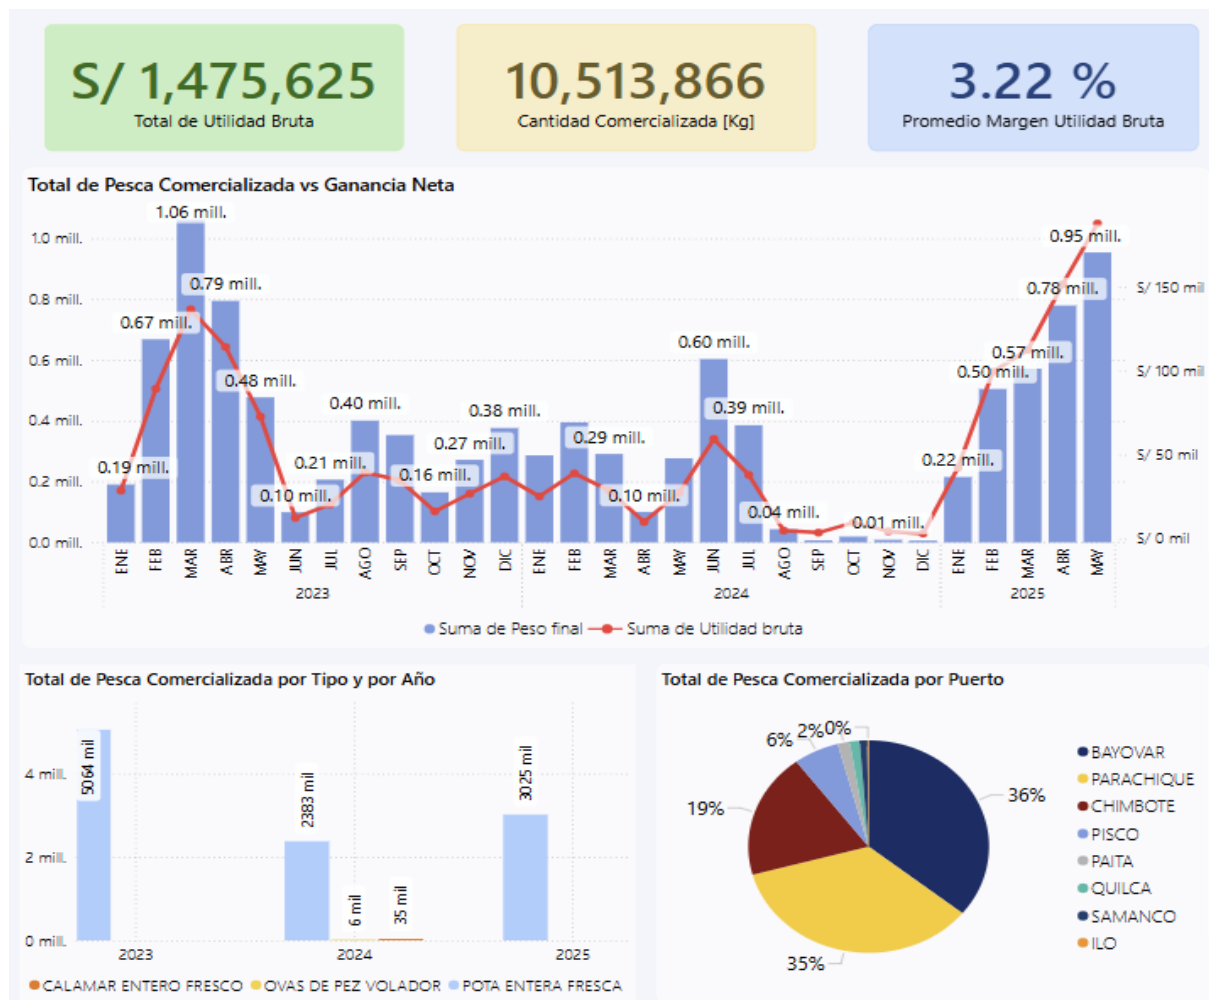 S/ 1,475,625
Total de Utilidad Bruta
10,513,866
Cantidad Comercializada [Kg]
3.22 %
Promedio Margen Utilidad Bruta
Total de Pesca Comercializada vs Ganancia Neta
1.0 mill.
0.8 mill.
0.6 mill.
0.4 mill.
0.2 mill.
0.0 mill.
0.19 mill.
0.67 mill.
1.06 mill.
0.79 mill.
0.48 mill.
0.10 mill.
0.21 mill.
0.40 mill.
0.16 mill.
0.27 mill.
0.38 mill.
0.29 mill.
0.10 mill.
0.60 mill.
0.39 mill.
0.04 mill.
0.01 mill.
0.22 mill.
0.50 mill.
0.57 mill.
0.78 mill.
0.95 mill.
S/ 150 mil
S/ 100 mil
S/ 50 mil
S/ 0 mil
ENE FEB MAR ABR MAY JUN JUL AGO SEP OCT NOV DIC ENE FEB MAR ABR MAY JUN JUL AGO SEP OCT NOV DIC ENE FEB MAR ABR MAY
2023 2024 2025
Suma de Peso final Suma de Utilidad bruta
Total de Pesca Comercializada por Tipo y por Año
4 mill.
2 mill.
0 mill.
5064 mil
2383 mil
6 mil
35 mil
3025 mil
2023 2024 2025
CALAMAR ENTERO FRESCO OVAS DE PEZ VOLADOR POTA ENTERA FRESCA
Total de Pesca Comercializada por Puerto
36%
35%
19%
6%
2%
0%
BAYOVAR
PARACHIQUE
CHIMBOTE
PISCO
PAITA
QUILCA
SAMANCO
ILO